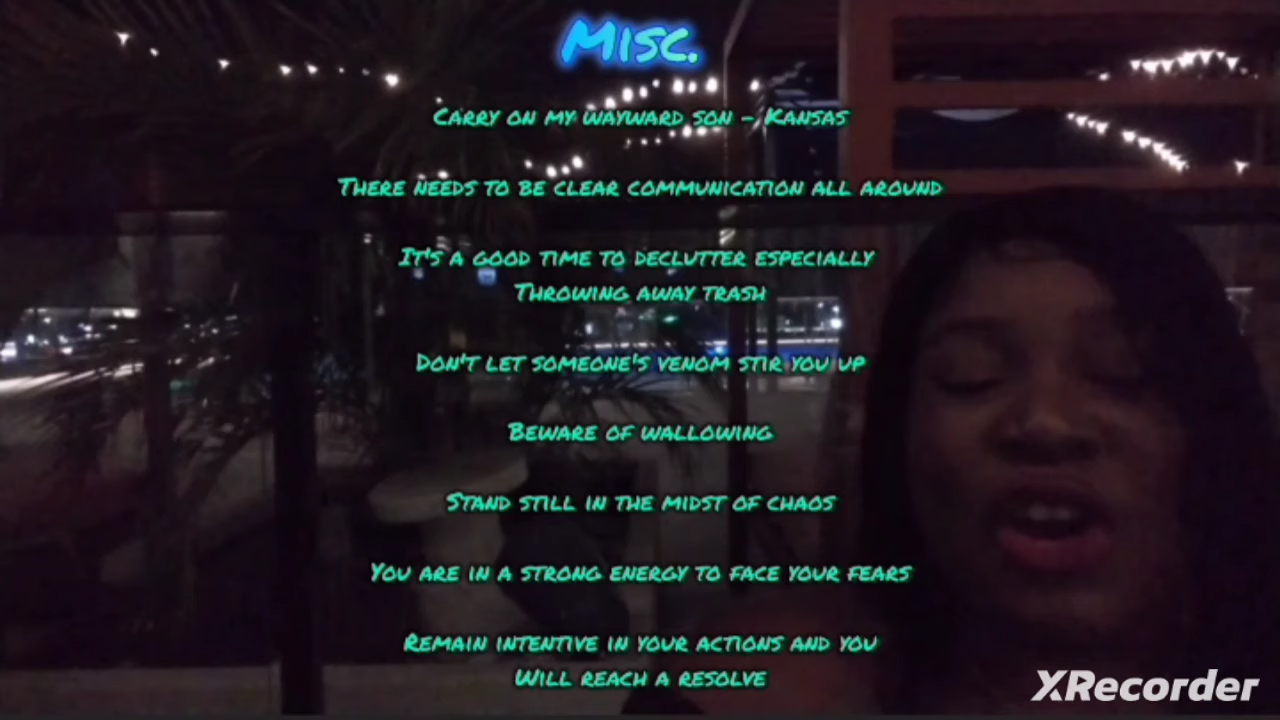 Misc.
Carry on my wayward son - Kansas
There needs to be clear communication all around
It's a good time to declutter especially
Throwing away trash
Don't let someone's venom stir you up
Beware of wallowing
Stand still in the midst of chaos
You are in a strong energy to face your fears
Remain intentive in your actions and you
Will reach a resolve
XRecorder